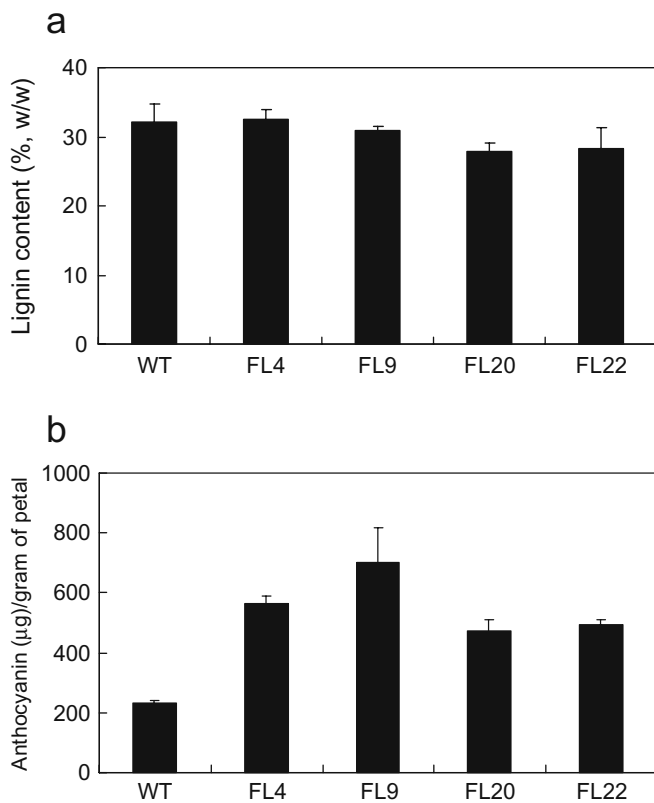 a
Lignin content (%, w/w)
40
30
20
10
0
WT FL4 FL9 FL20 FL22
b
Anthocyanin (μg)/gram of petal
1000
800
600
400
200
0
WT FL4 FL9 FL20 FL22